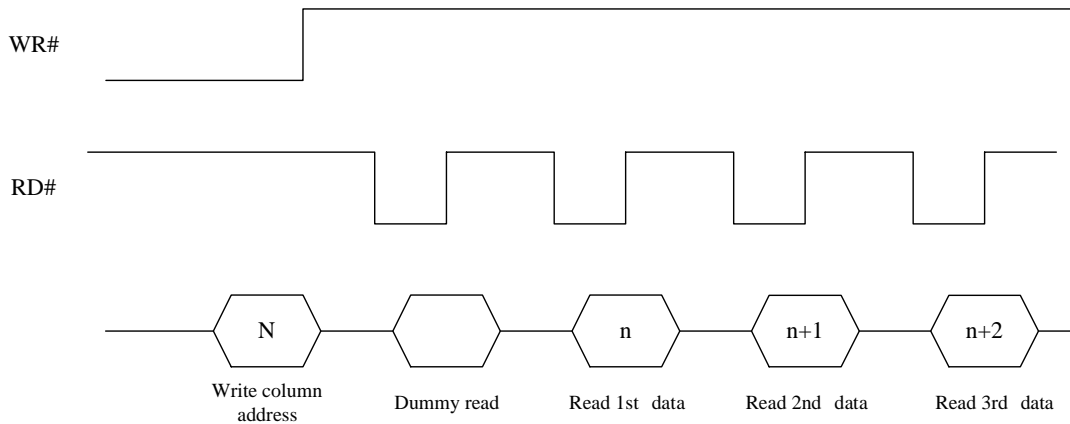 WR#
RD#
N
n
n+1
n+2
Write column
address
Dummy read
Read 1st data
Read 2nd data
Read 3rd data